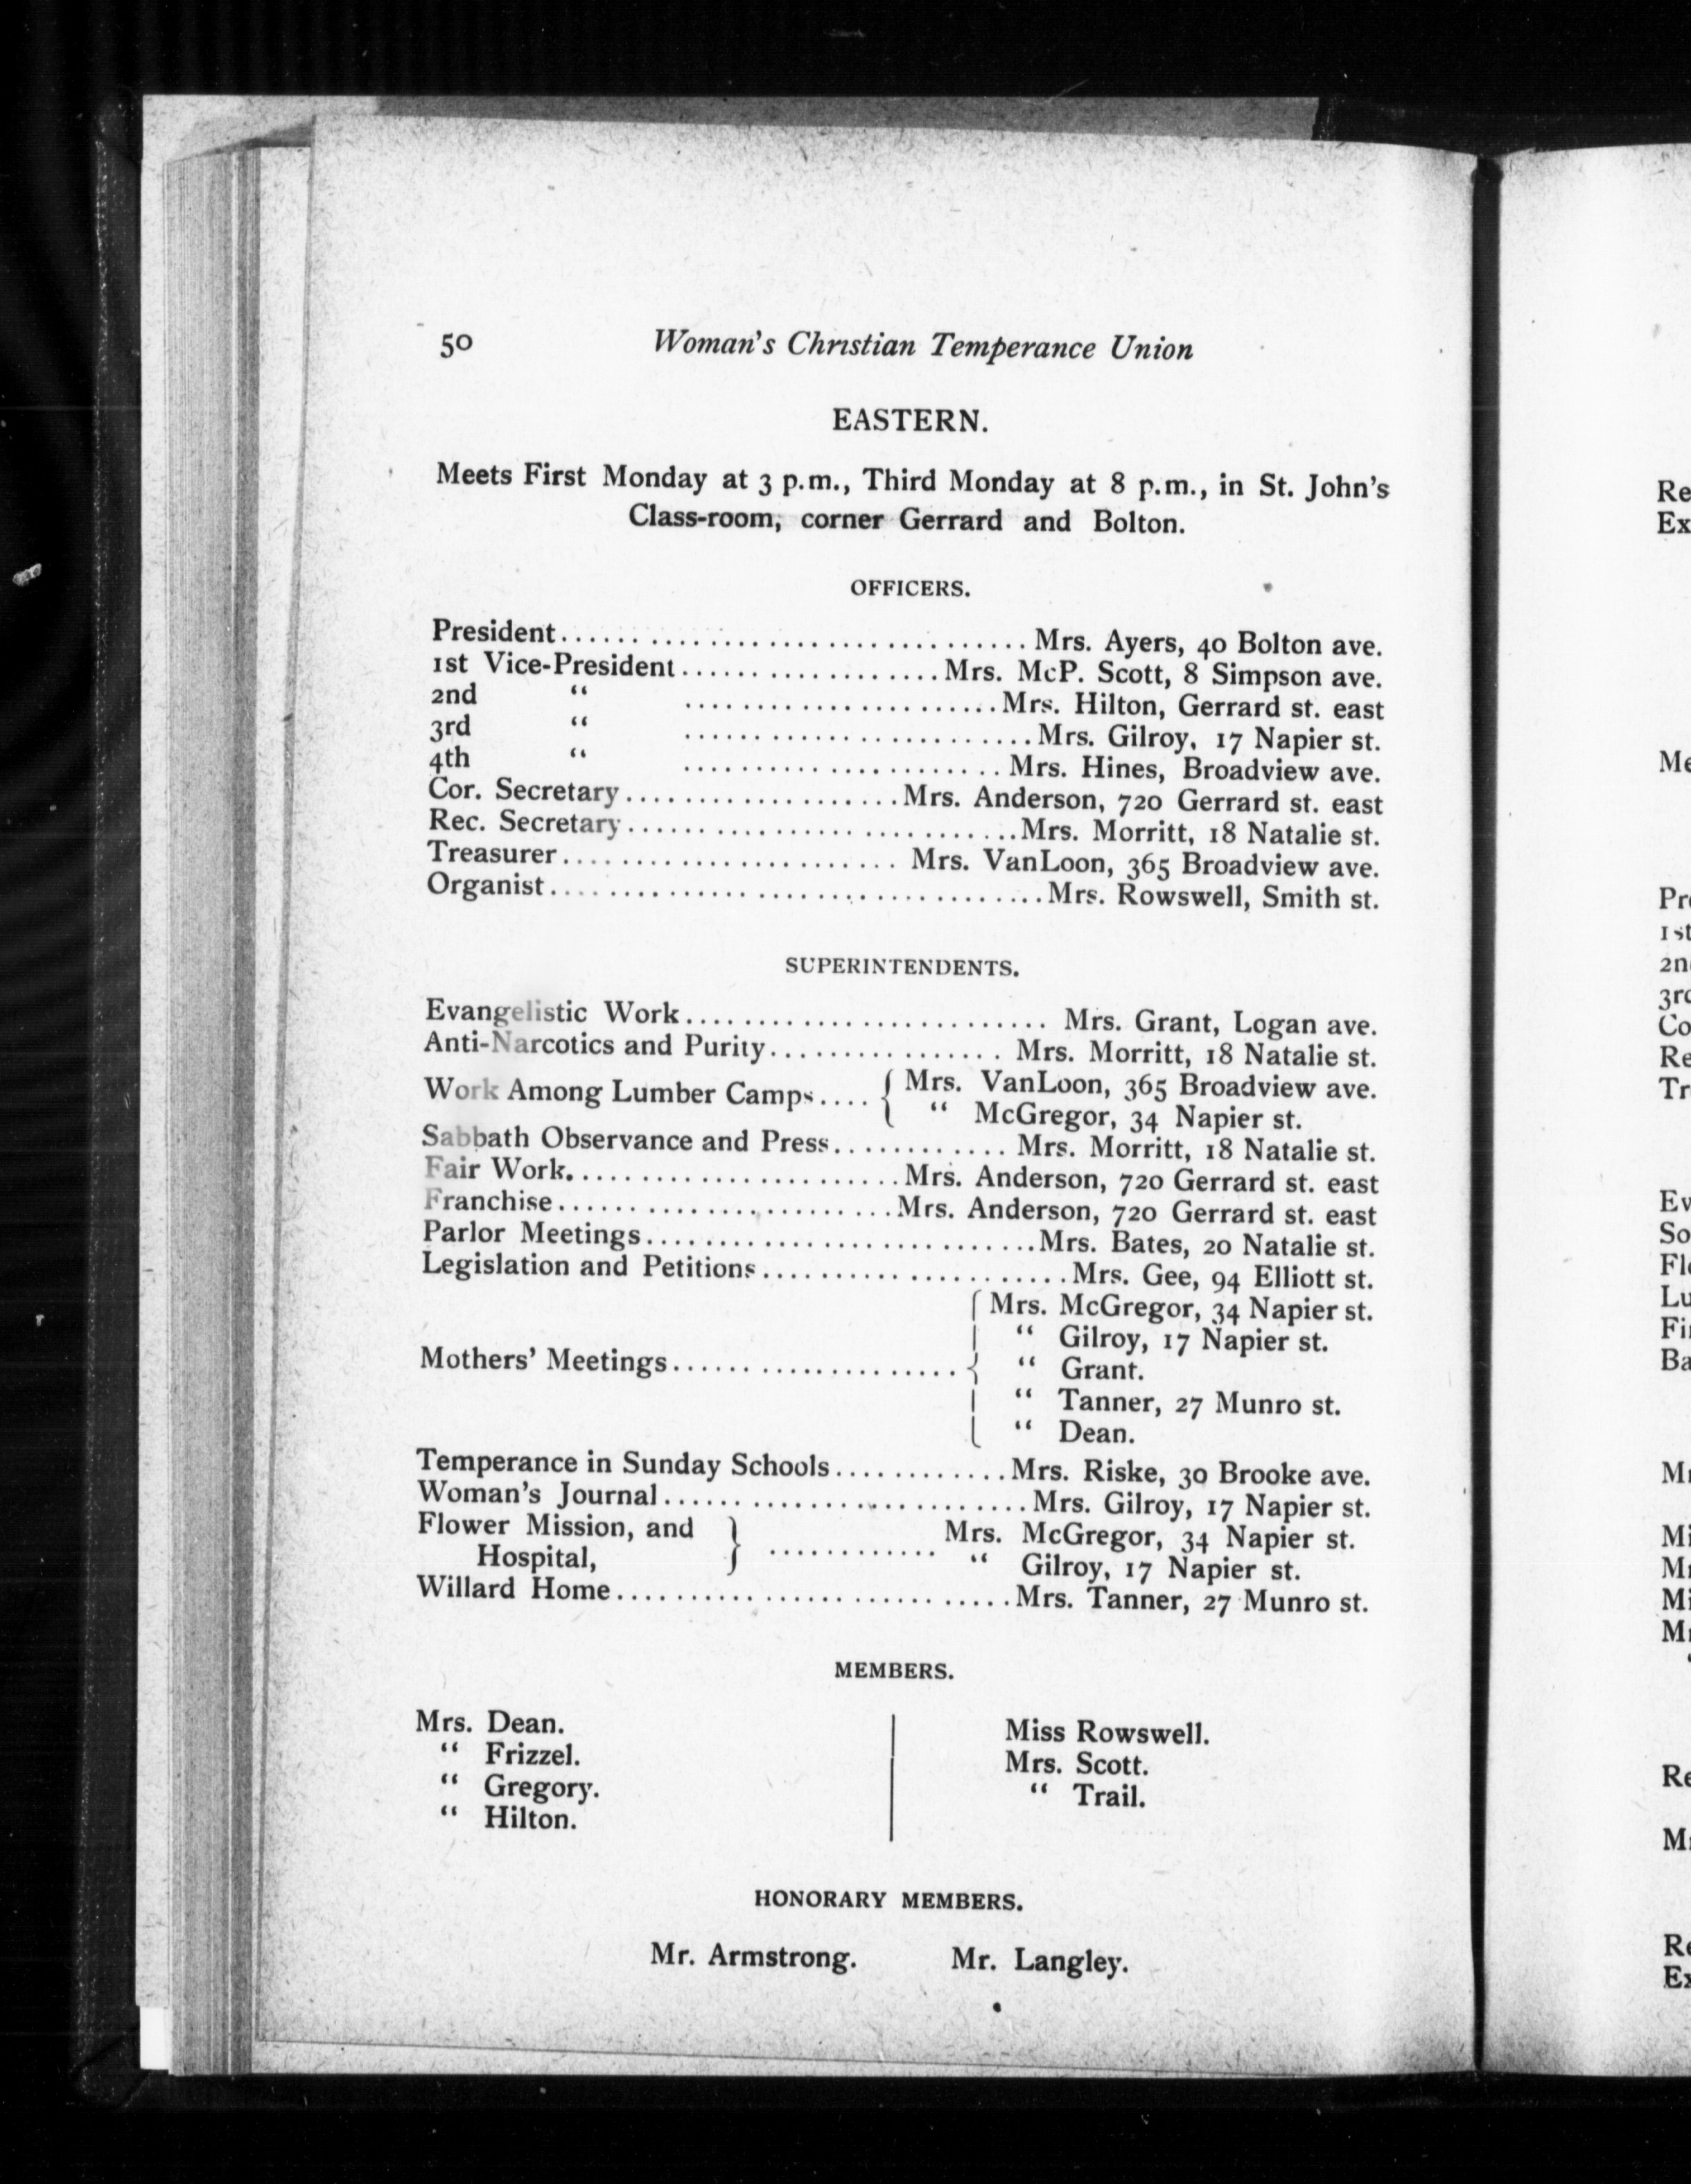 50 Woman's Christian Temperance Union
EASTERN.
Meets First Monday at 3 p.m., Third Monday at 8 p.m., in St. John's
Class-room, corner Gerrard and Bolton.
OFFICERS.
President.................................Mrs. Ayers, 40 Bolton ave.
1st Vice-President..................Mrs. McP. Scott, 8 Simpson ave.
2nd " ......................Mrs. Hilton, Gerrard st. east
3rd " ........................Mrs. Gilroy, 17 Napier st.
4th " ......................Mrs. Hines, Broadview ave.
Cor. Secretary...................Mrs. Anderson, 720 Gerrard st. east
Rec. Secretary...........................Mrs. Morritt, 18 Natalie st.
Treasurer.......................Mrs. VanLoon, 365 Broadview ave.
Organist..................................Mrs. Rowswell, Smith st.
SUPERINTENDENTS.
Evangelistic Work.........................Mrs. Grant, Logan ave.
Anti-Narcotics and Purity................Mrs. Morritt, 18 Natalie st.
Work Among Lumber Camps.... { Mrs. VanLoon, 365 Broadview ave.
" McGregor, 34 Napier st.
Sabbath Observance and Press............Mrs. Morritt, 18 Natalie st.
Fair Work.......................Mrs. Anderson, 720 Gerrard st. east
Franchise.......................Mrs. Anderson, 720 Gerrard st. east
Parlor Meetings...........................Mrs. Bates, 20 Natalie st.
Legislation and Petitions.....................Mrs. Gee, 94 Elliott st.
Mrs. McGregor, 34 Napier st.
" Gilroy, 17 Napier st.
Mothers' Meetings.................... { " Grant.
" Tanner, 27 Munro st.
" Dean.
Temperance in Sunday Schools............Mrs. Riske, 30 Brooke ave.
Woman's Journal.........................Mrs. Gilroy, 17 Napier st.
Flower Mission, and } ............ Mrs. McGregor, 34 Napier st.
Hospital, " Gilroy, 17 Napier st.
Willard Home...........................Mrs. Tanner, 27 Munro st.
MEMBERS.
Mrs. Dean.
" Frizzel.
" Gregory.
" Hilton.
Miss Rowswell.
Mrs. Scott.
" Trail.
HONORARY MEMBERS.
Mr. Armstrong. Mr. Langley.